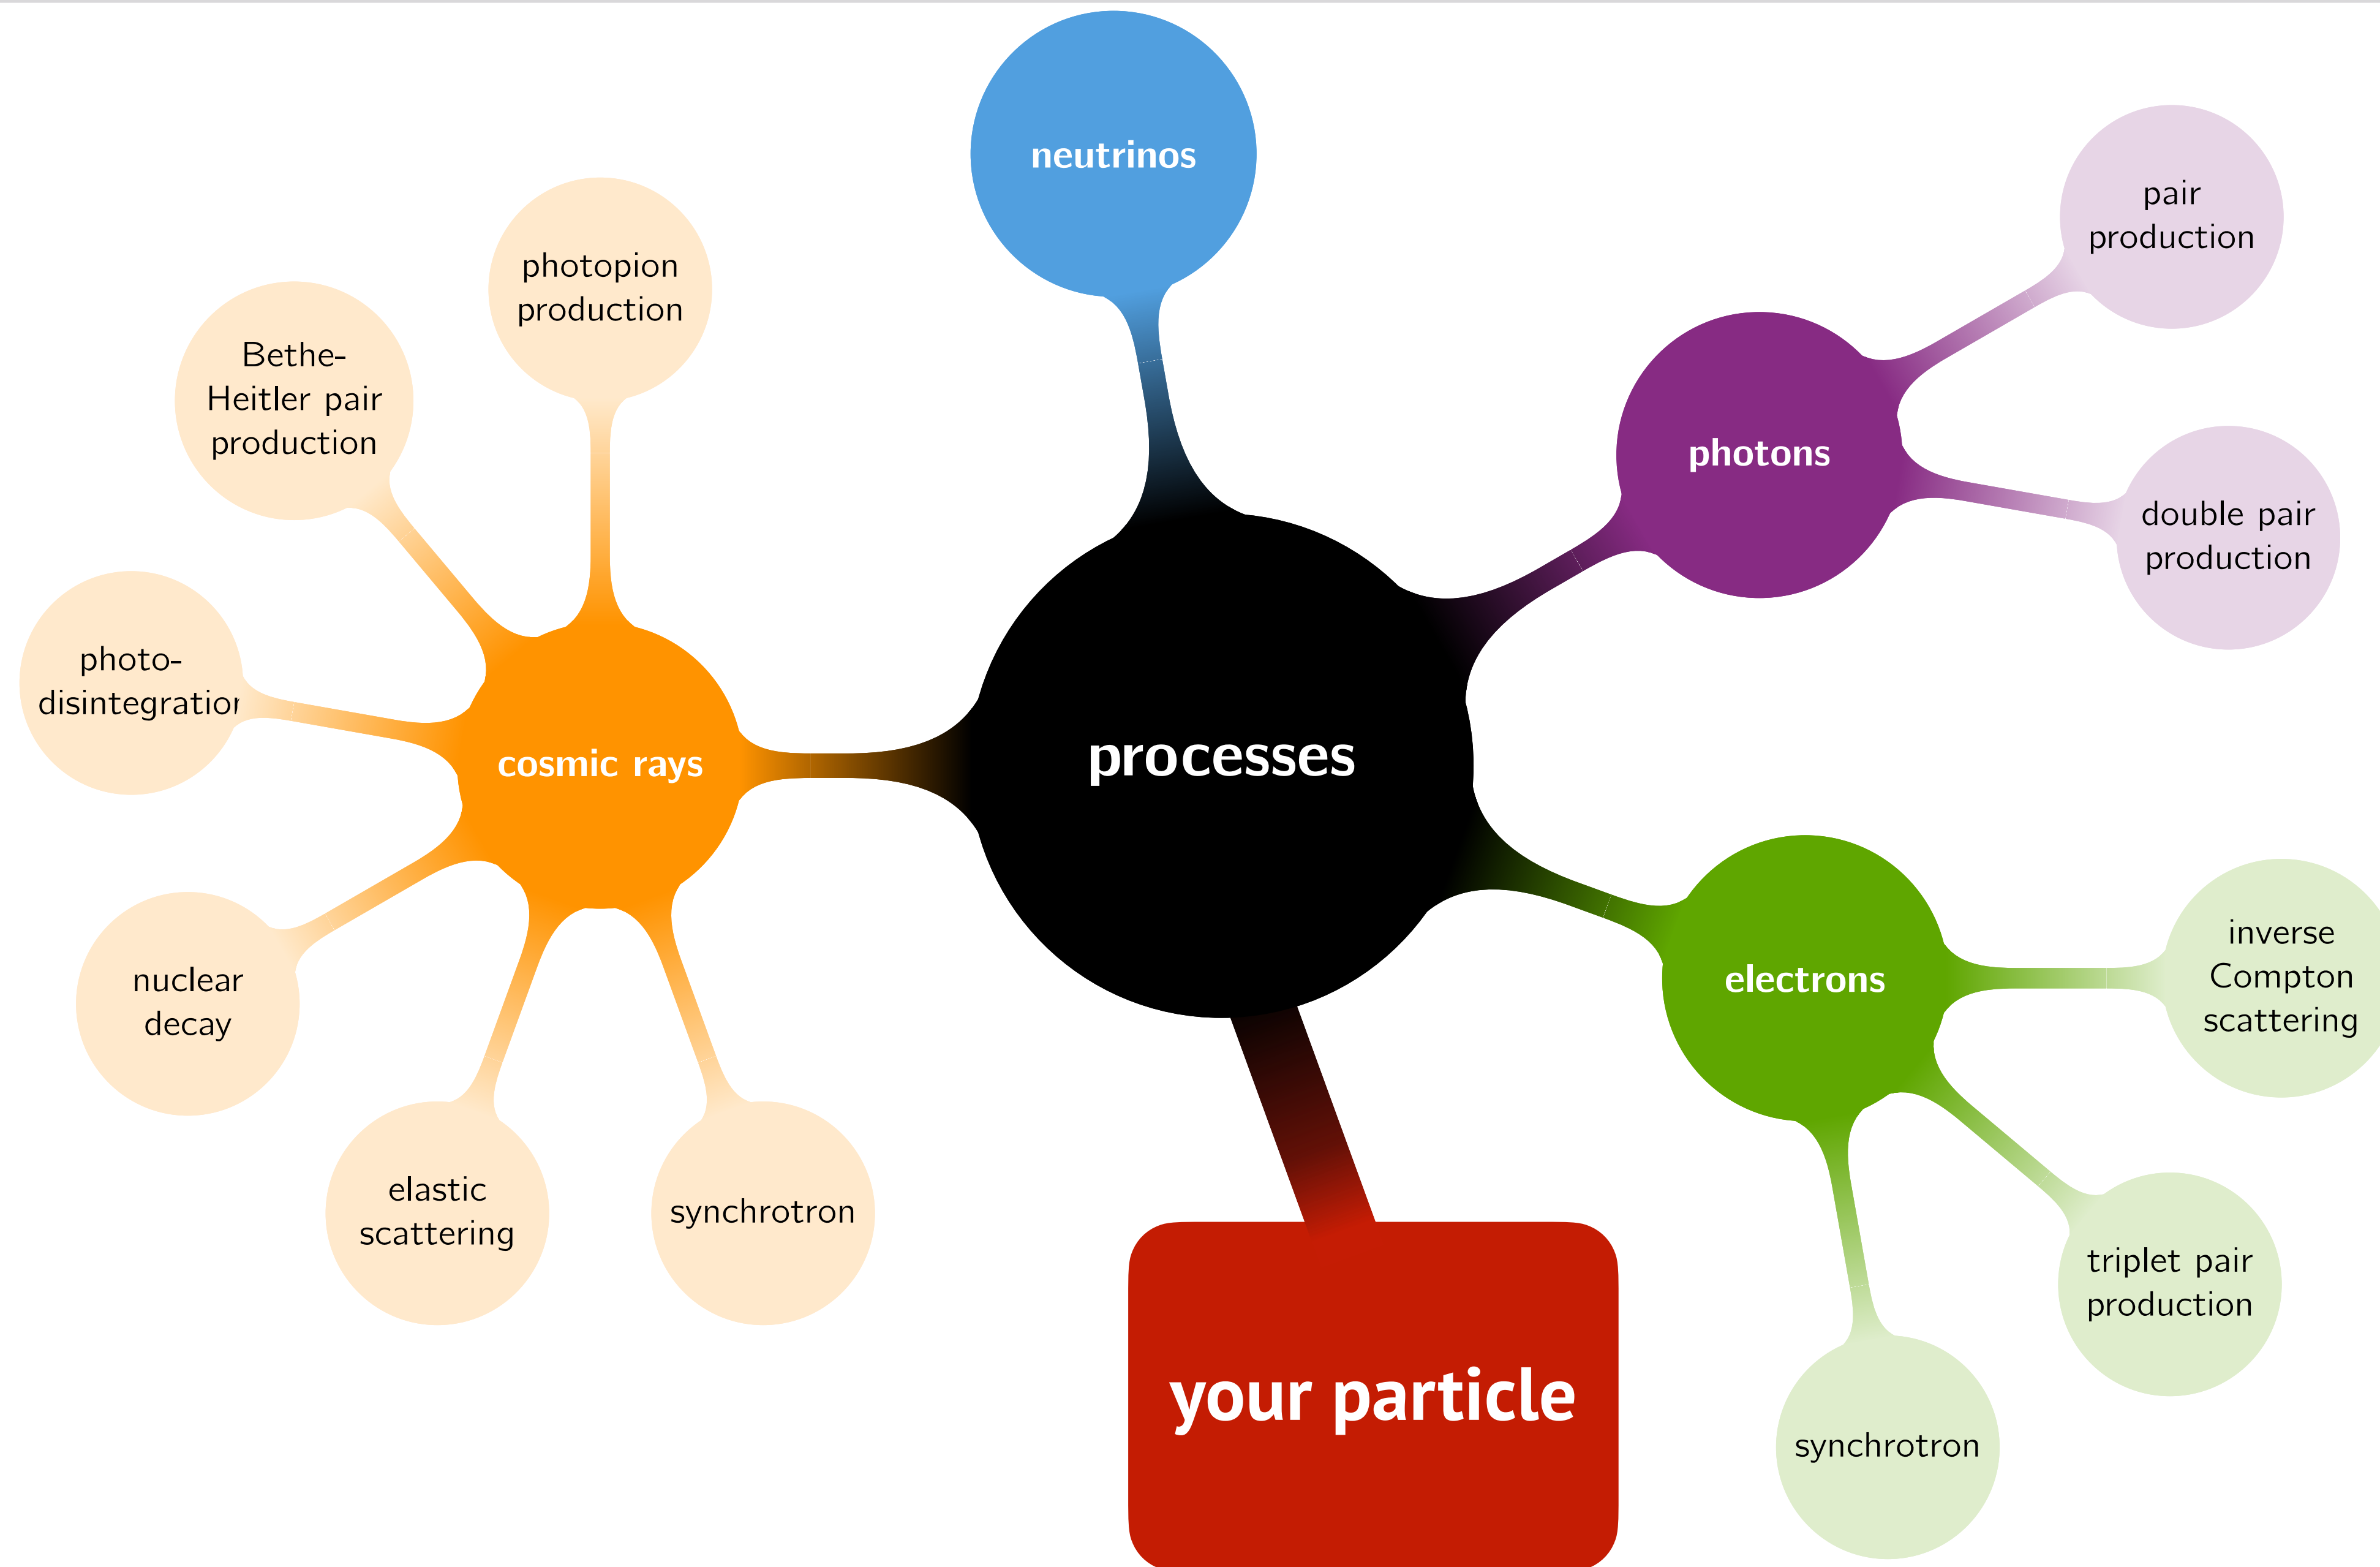 neutrinos
pair
production
photopion
production
Bethe-
Heitler pair
production
photons
double pair
production
photo-
disintegration
cosmic rays
processes
inverse
Compton
scattering
electrons
nuclear
decay
elastic
scattering
synchrotron
triplet pair
production
your particle
synchrotron